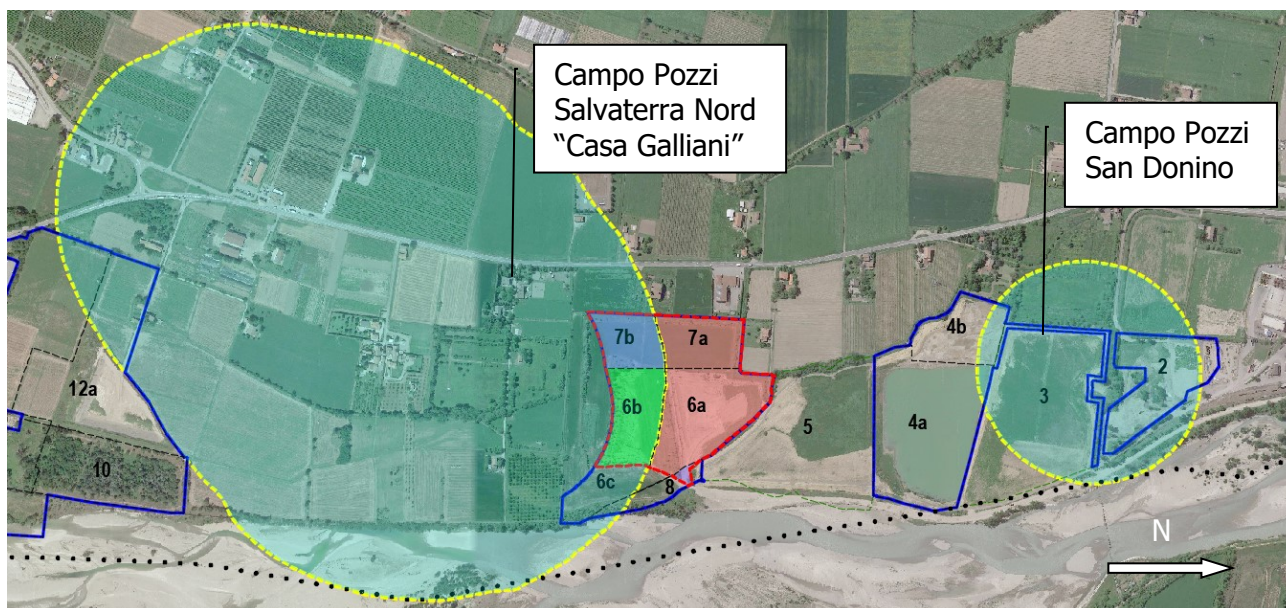 Campo Pozzi
Salvaterra Nord
“Casa Galliani”
Campo Pozzi
San Donino
7b
7a
4b
2
12a
6b
6a
3
5
4a
10
6c
8
N